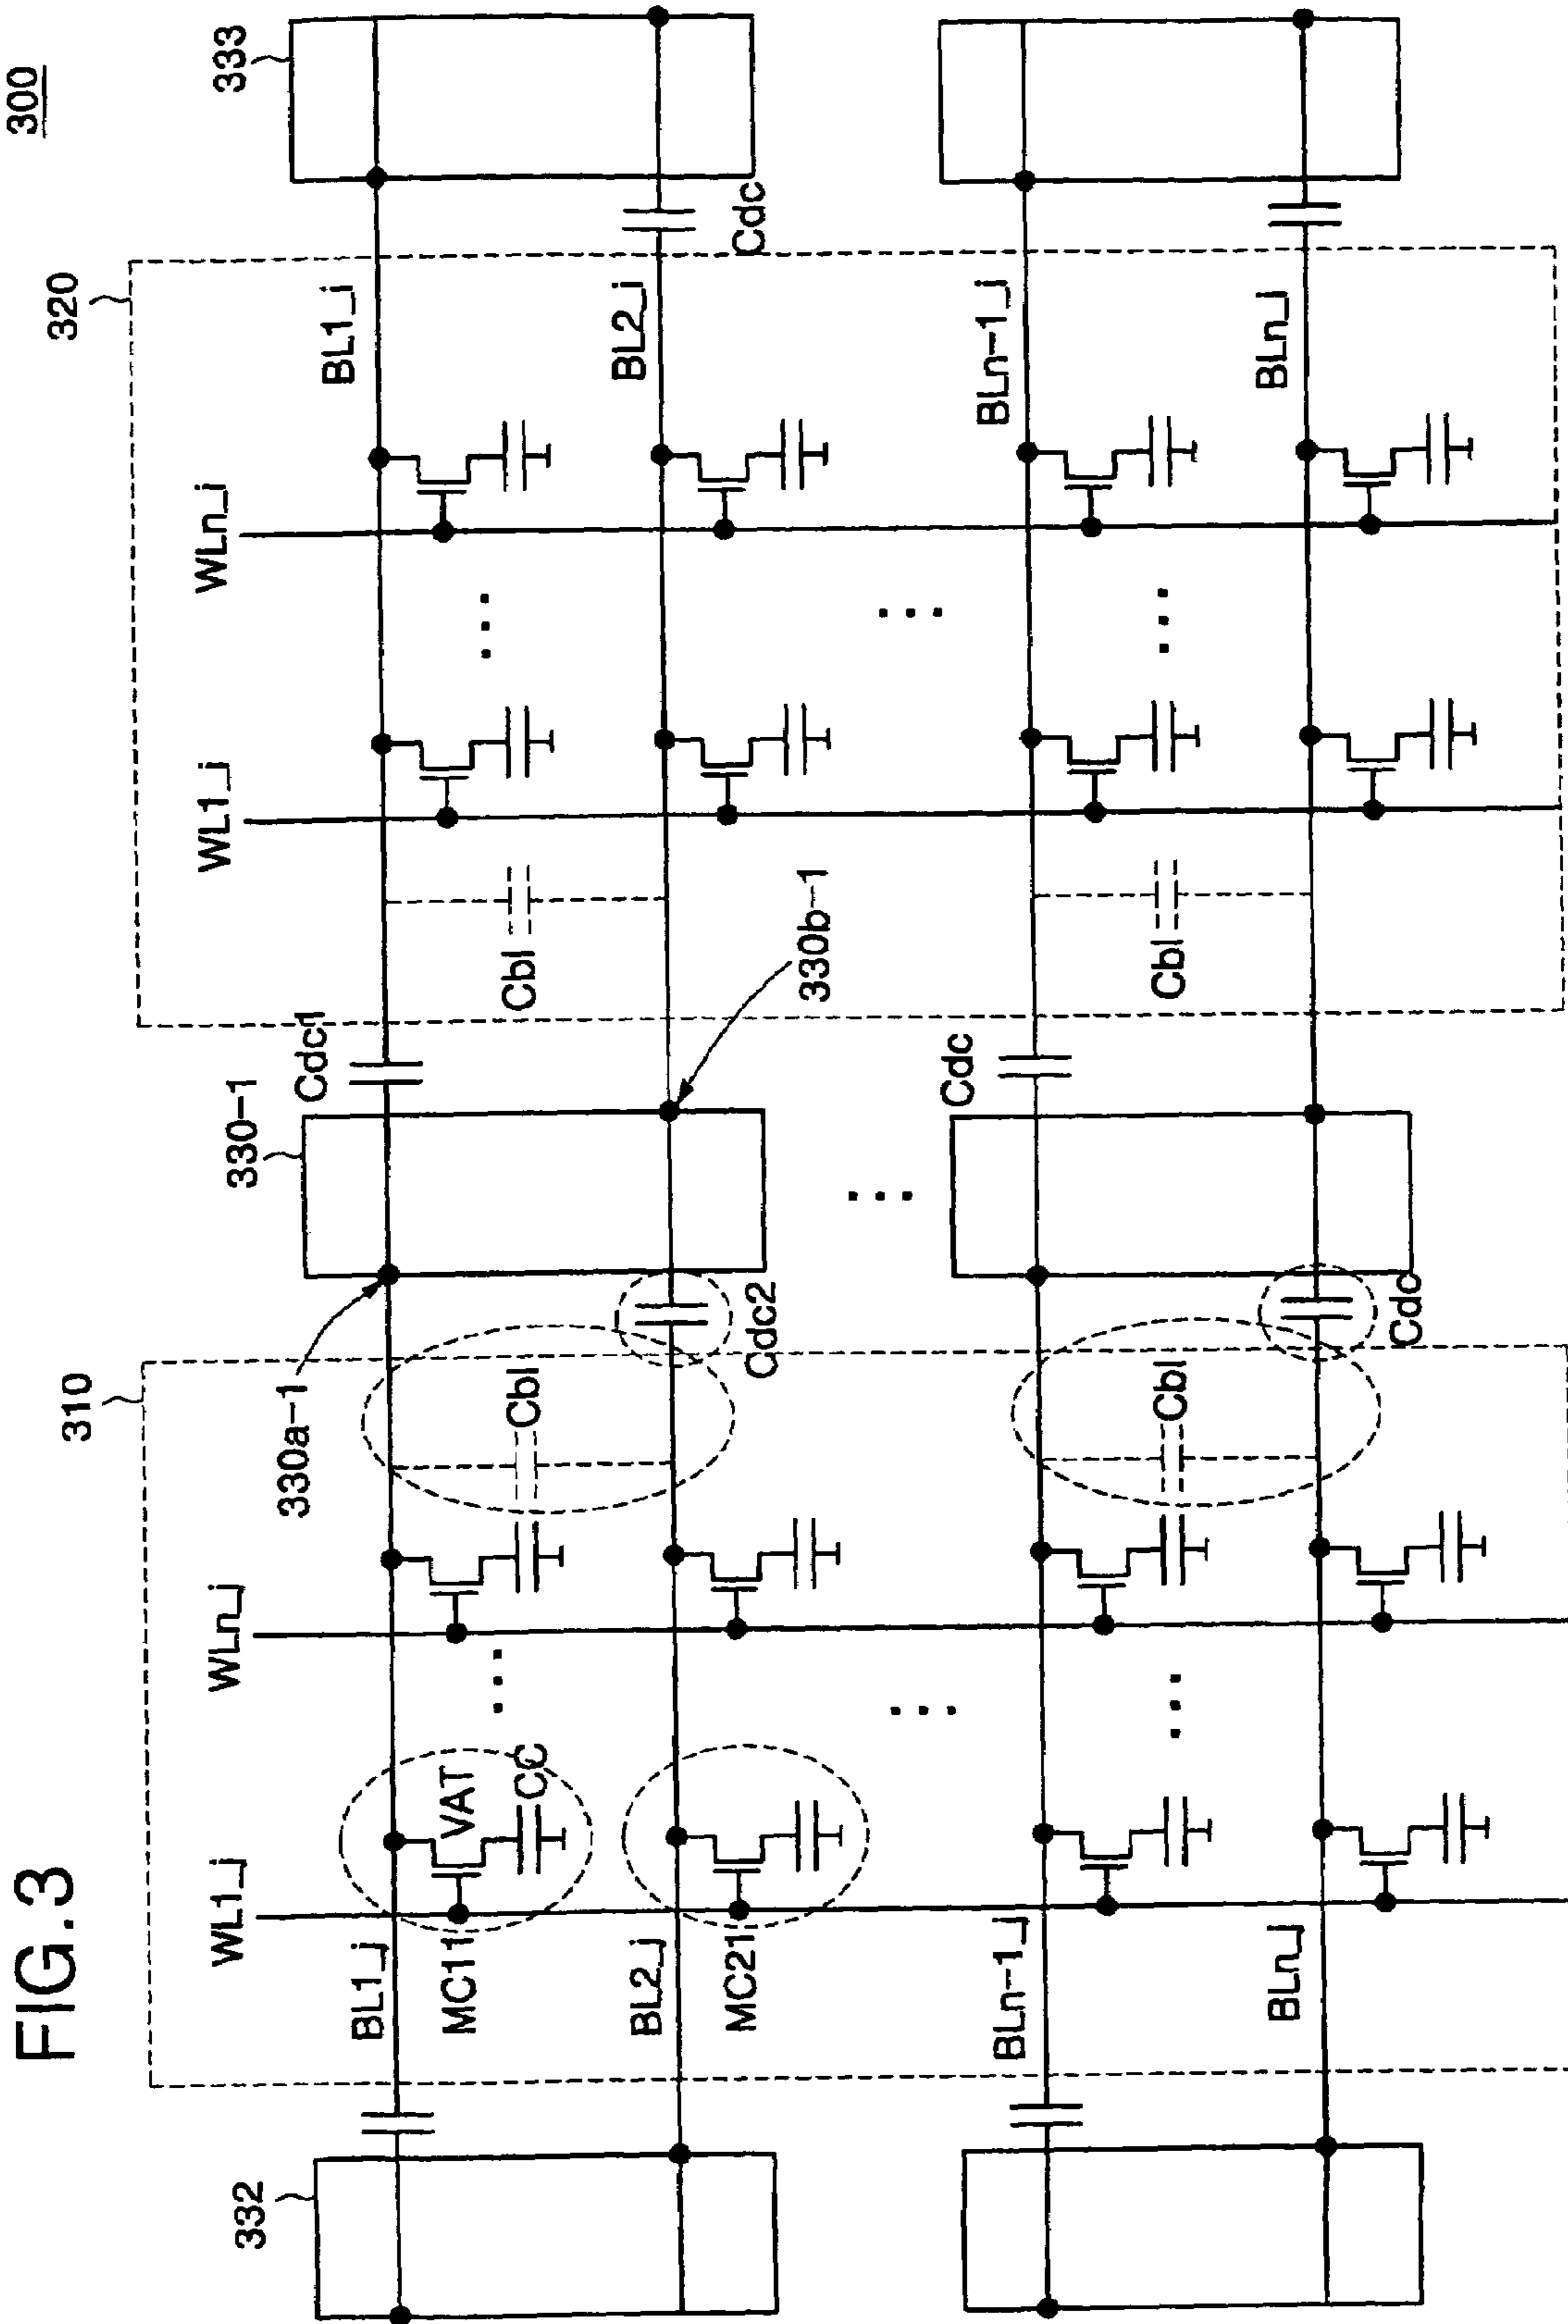 FIG.3
300
310
320
WL1_j
WLn_j
WL1_i
WLn_i
332
330a-1
330-1
Cdc1
333
BL1_j
VAT
CC
Cbl
Cbl
BL1_i
MC11
BL2_j
Cdc2
330b-1
BL2_i
Cdc
MC21
BLn-1_j
Cbl
Cdc
Cbl
BLn-1_i
BLn_j
Cdc
BLn_i